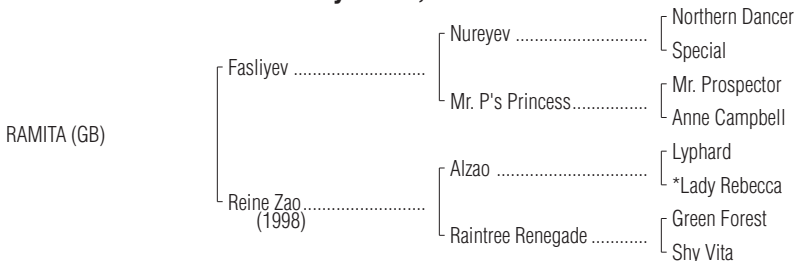 Northern Dancer
Nureyev ..............................
Special
Fasliyev ..............................
Mr. Prospector
Mr. P's Princess.................
Anne Campbell
RAMITA (GB)
Lyphard
Alzao ..................................
*Lady Rebecca
Reine Zao............................
(1998)
Green Forest
Raintree Renegade .............
Shy Vita